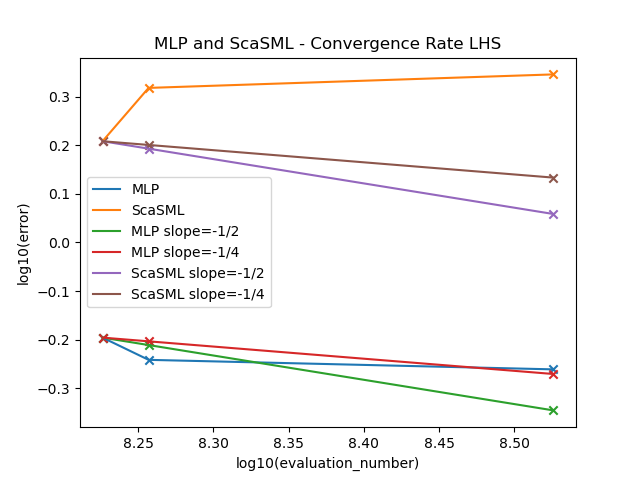 MLP and ScaSML - Convergence Rate LHS
log10(error)
0.3
0.2
0.1
0.0
−0.1
−0.2
−0.3
MLP
ScaSML
MLP slope=-1/2
MLP slope=-1/4
ScaSML slope=-1/2
ScaSML slope=-1/4
8.25 8.30 8.35 8.40 8.45 8.50
log10(evaluation_number)